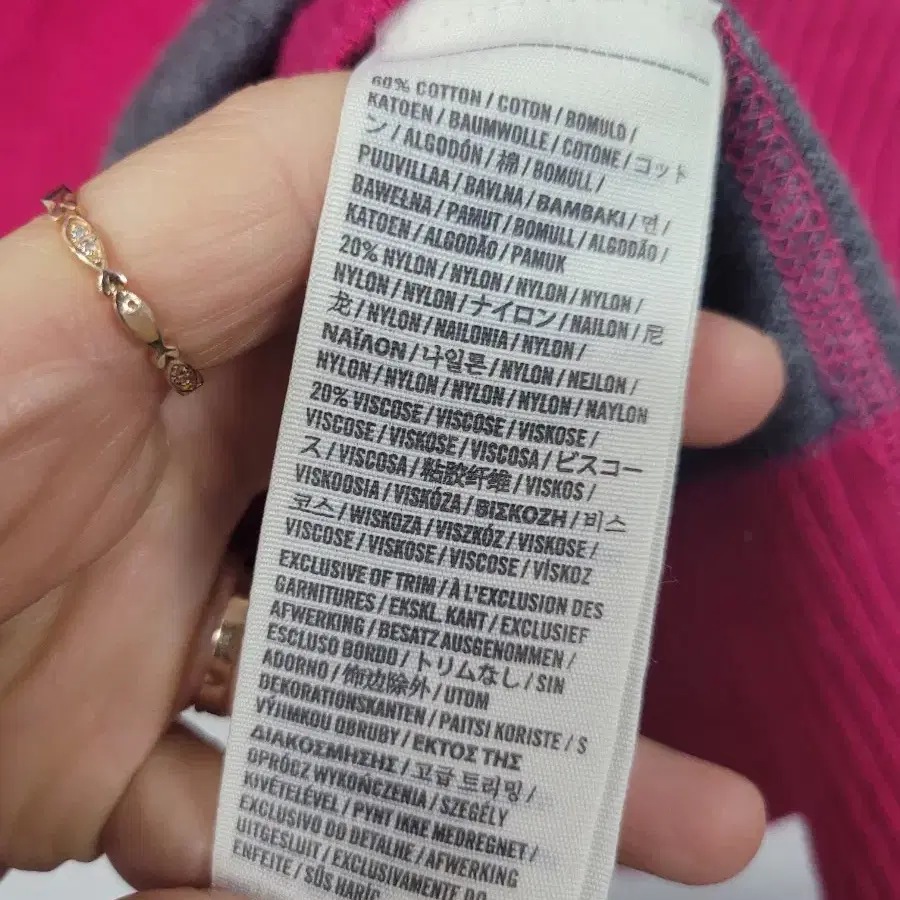 60% COTTON / COTON / BOMULD /
KATOEN / BAUMWOLLE / COTONE / コット
ン / ALGODÓN / 棉 / BOMULL /
PUUVILLAA / BAVLNA / BAMBAKI / 면 /
BAWEŁNA / PAMUT / BOMULL / ALGODÃO /
KATOEN / ALGODÃO / PAMUK
20% NYLON / NYLON / NYLON / NYLON /
NYLON / NYLON / ナイロン / NAILON / 尼
龙 / NYLON / NAILONIA / NYLON /
ΝΑΪΛΟΝ / 나일론 / NYLON / NEILON /
NYLON / NYLON / NYLON / NYLON / NAYLON
20% VISCOSE / VISCOSE / VISKOSE /
VISCOSE / VISKOSE / VISCOSA / ビスコー
ス / VISCOSA / 粘胶纤维 / VISKOS /
VISKOOSIA / VISKÓZA / ΒΙΣΚΟΖΗ / 비스
코스 / WISKOZA / VISZKÓZ / VISKOSE /
VISCOSE / VISKOSE / VISCOSE / VİSKOZ
EXCLUSIVE OF TRIM / À L'EXCLUSION DES
GARNITURES / EKSKL. KANT / EXCLUSIEF
AFWERKING / BESATZ AUSGENOMMEN /
ESCLUSO BORDO / トリムなし / SIN
ADORNO / 饰边除外 / UTOM
DEKORATIONSKANTEN / PAITSI KORISTE / S
VÝJIMKOU OBRUBY / ΕΚΤΟΣ ΤΗΣ
ΔΙΑΚΟΣΜΗΣΗΣ / 고급 트리밍 /
OPRÓCZ WYKOŃCZENIA / SZEGÉLY
KIVÉTELÉVEL / PYNT IKKE MEDREGNET /
EXCLUSIVO DO DETALHE / AFWERKING
UITGESLUIT / EXCLUSIVAMENTE DO
ENFEITE / SÜS HARİÇ